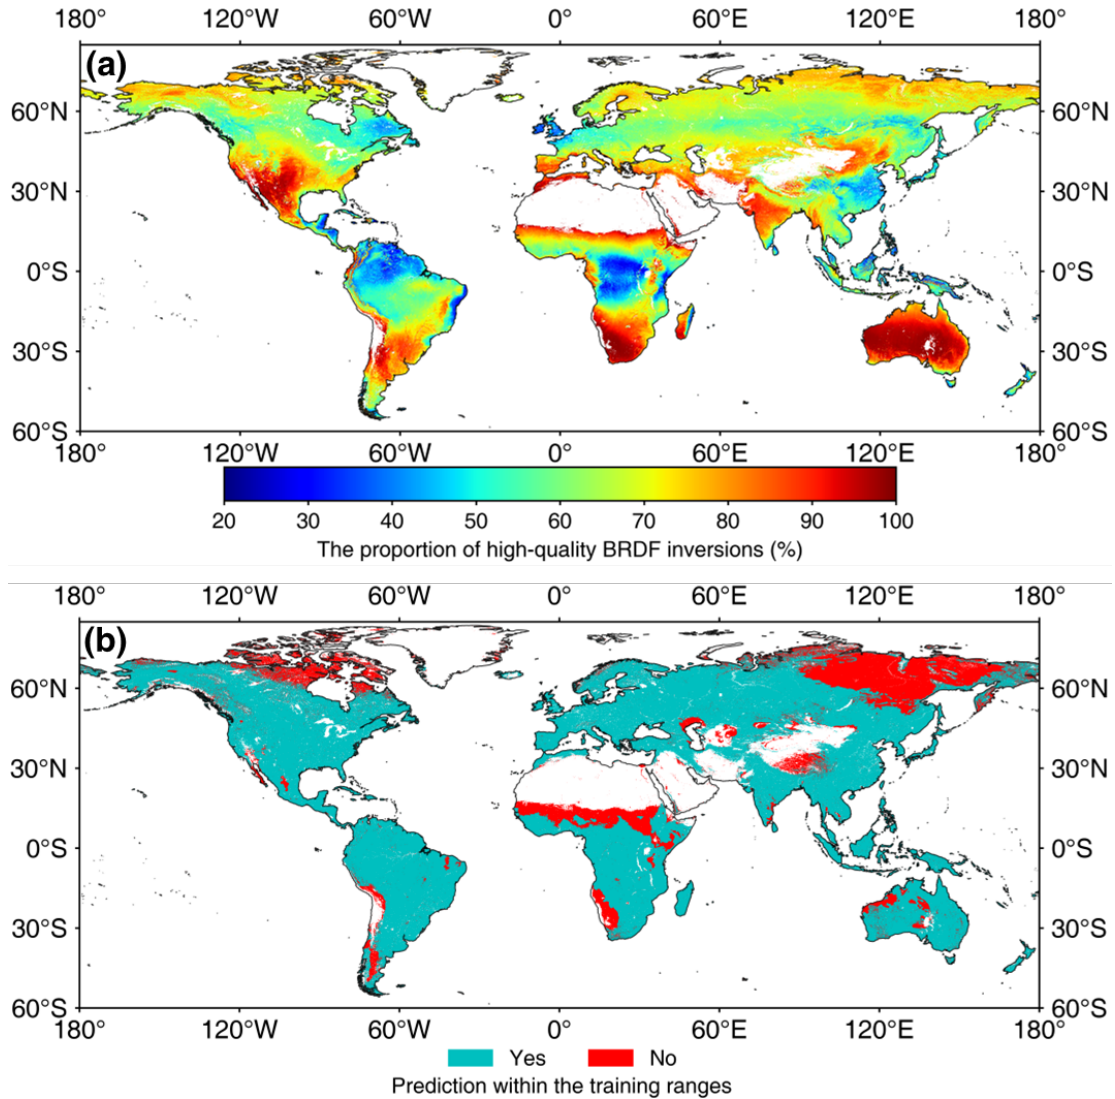 180° 120°W 60°W 0° 60°E 120°E 180°
(a)
60°N 60°N
30°N 30°N
0°S 0°S
30°S 30°S
60°S 60°S
180° 120°W 60°W 0° 60°E 120°E 180°
20 30 40 50 60 70 80 90 100
The proportion of high-quality BRDF inversions (%)
180° 120°W 60°W 0° 60°E 120°E 180°
(b)
60°N 60°N
30°N 30°N
0°S 0°S
30°S 30°S
60°S 60°S
180° 120°W 60°W 0° 60°E 120°E 180°
Yes No
Prediction within the training ranges